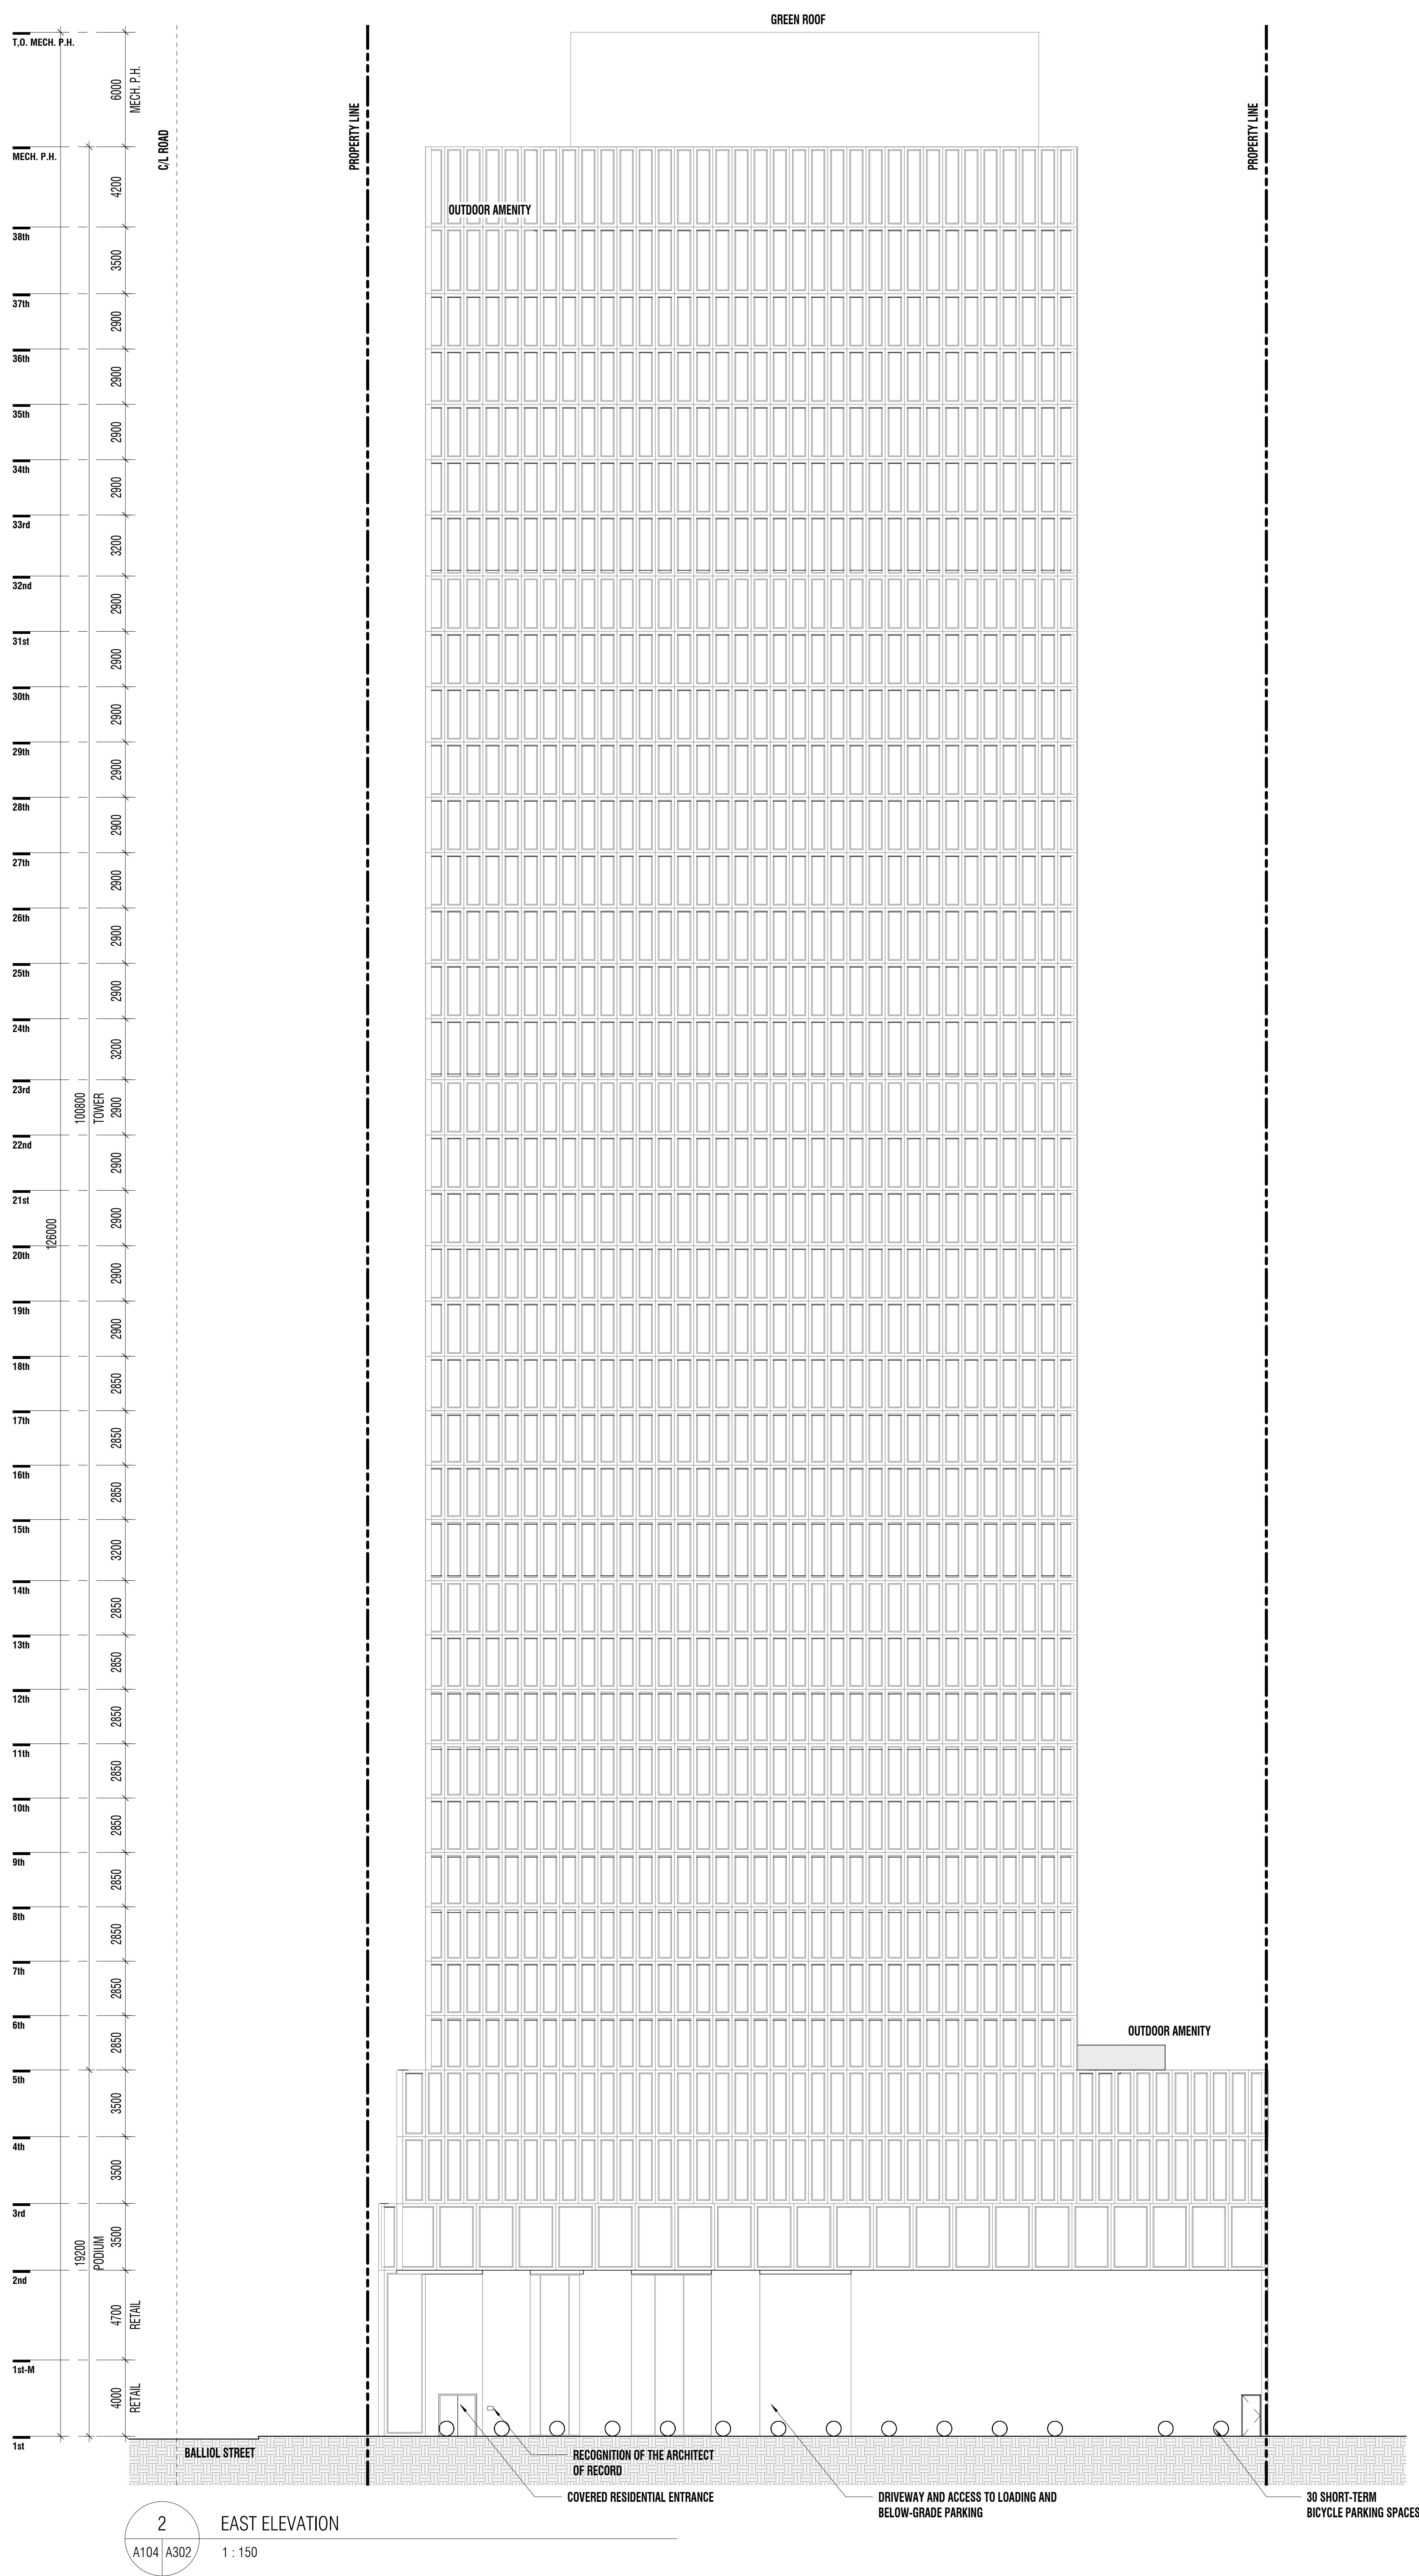 GREEN ROOF
T,O. MECH. P.H.
6000
MECH. P.H.
C/L ROAD
PROPERTY LINE
PROPERTY LINE
MECH. P.H.
4200
OUTDOOR AMENITY
38th
3500
37th
2900
36th
2900
35th
2900
34th
2900
33rd
3200
32nd
2900
31st
2900
30th
2900
29th
2900
28th
2900
27th
2900
26th
2900
25th
2900
24th
3200
23rd
100800
TOWER
2900
22nd
2900
21st
2900
126000
20th
2900
19th
2900
18th
2850
17th
2850
16th
2850
15th
3200
14th
2850
13th
2850
12th
2850
11th
2850
10th
2850
9th
2850
8th
2850
7th
2850
6th
2850
OUTDOOR AMENITY
5th
3500
4th
3500
3rd
19200
PODIUM
3500
2nd
4700
RETAIL
1st-M
4000
RETAIL
1st
BALLIOL STREET
RECOGNITION OF THE ARCHITECT
OF RECORD
COVERED RESIDENTIAL ENTRANCE
DRIVEWAY AND ACCESS TO LOADING AND
BELOW-GRADE PARKING
30 SHORT-TERM
BICYCLE PARKING SPACES
2
EAST ELEVATION
A104 A302
1 : 150